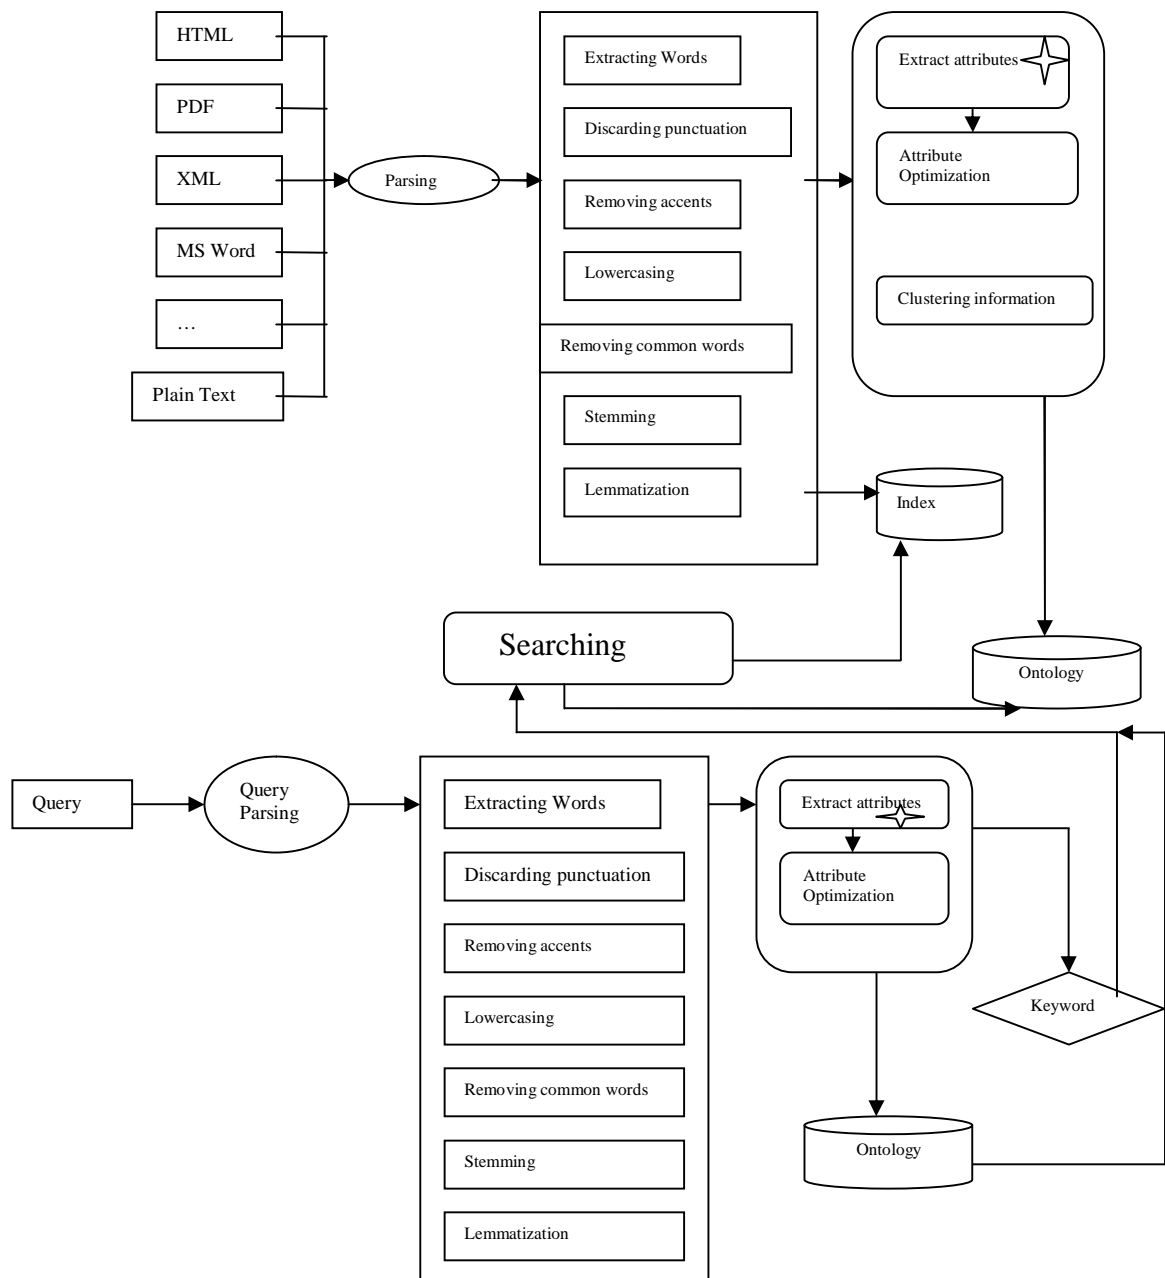 HTML
PDF
XML
MS Word
…
Plain Text
Parsing
Extracting Words
Discarding punctuation
Removing accents
Lowercasing
Removing common words
Stemming
Lemmatization
Extract attributes
Attribute
Optimization
Clustering information
Index
Searching
Ontology
Query
Query
Parsing
Extracting Words
Discarding punctuation
Removing accents
Lowercasing
Removing common words
Stemming
Lemmatization
Extract attributes
Attribute
Optimization
Keyword
Ontology